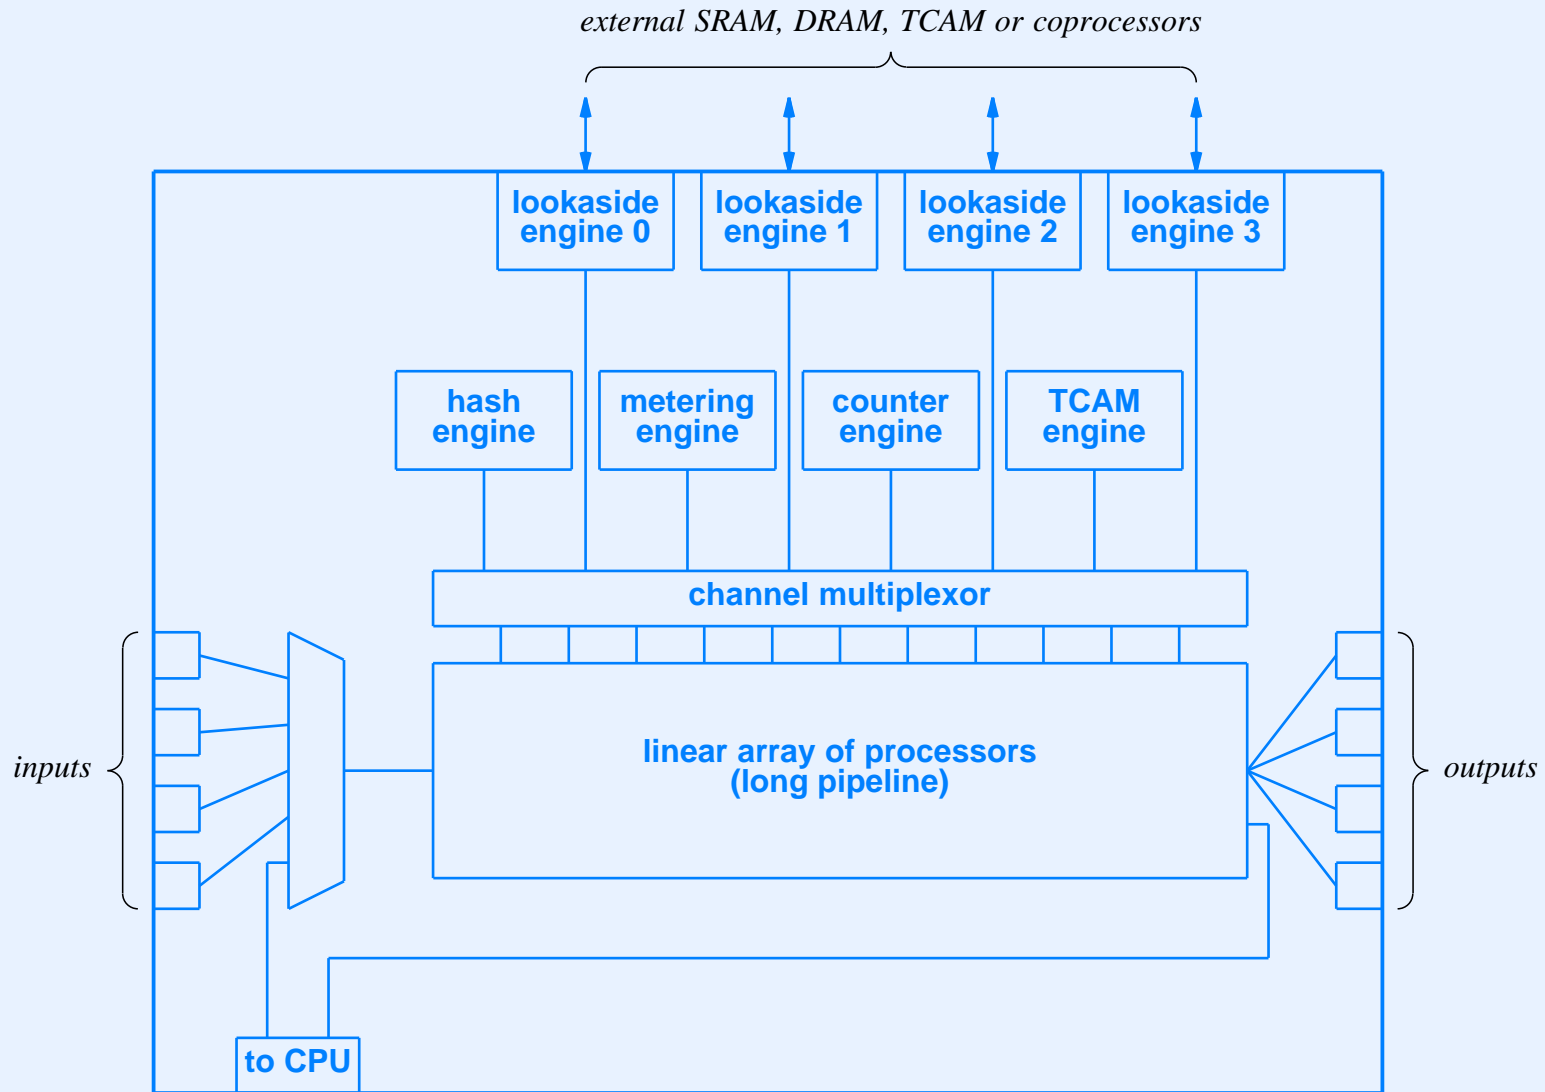 external SRAM, DRAM, TCAM or coprocessors
lookaside
engine 0
lookaside
engine 1
lookaside
engine 2
lookaside
engine 3
hash
engine
metering
engine
counter
engine
TCAM
engine
channel multiplexor
inputs
linear array of processors
(long pipeline)
outputs
to CPU